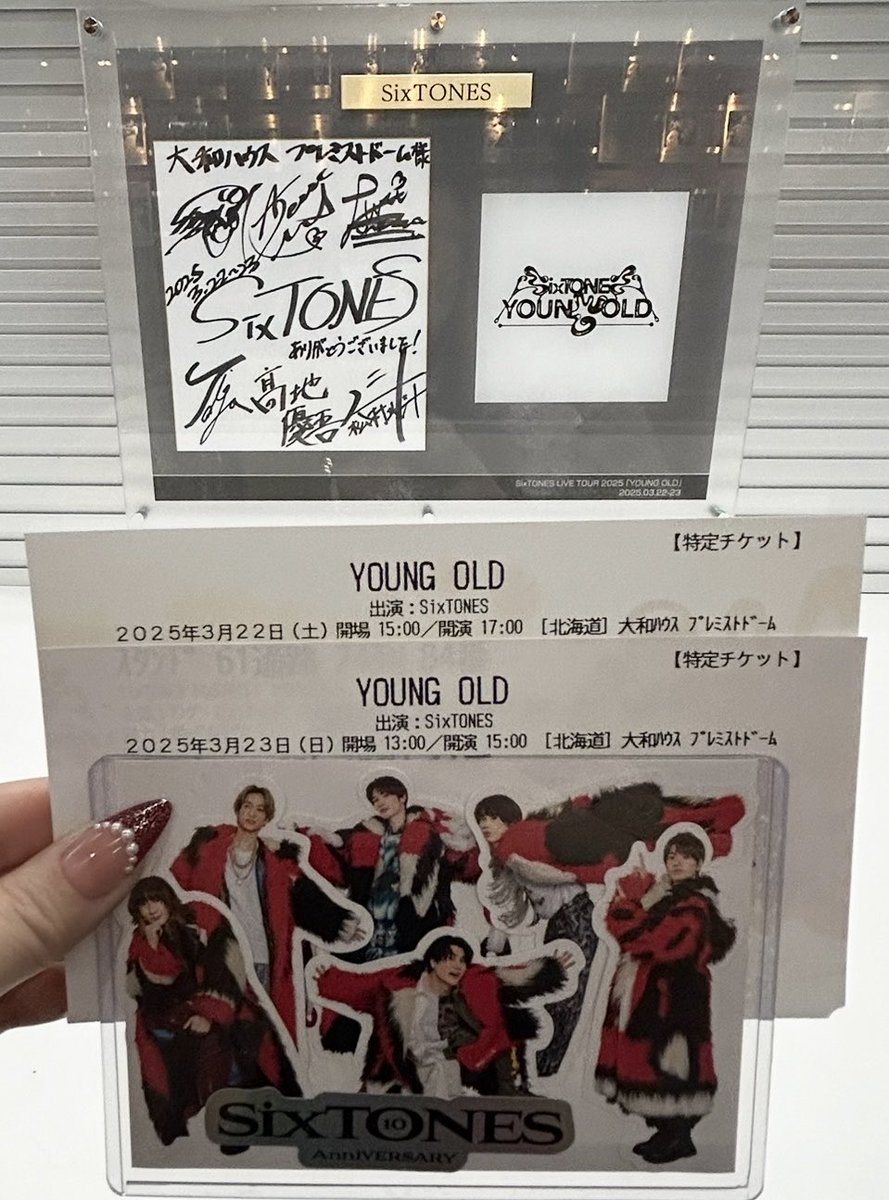 SixTONES
大和ハウス プレミストドーム様
2025
3.22~23
SixTONES
ありがとうございました!
髙地
優吾
SixTONES
YOUNG OLD
SixTONES LIVE TOUR 2025「YOUNG OLD」
2025.03.22-23
【特定チケット】
YOUNG OLD
出演:SixTONES
2025年3月22日(土) 開場 15:00/開演 17:00 [北海道] 大和ハウス プレミストドーム
【特定チケット】
YOUNG OLD
出演:SixTONES
2025年3月23日(日) 開場 13:00/開演 15:00 [北海道] 大和ハウス プレミストドーム
SixTONES
10
AnniVERSARY